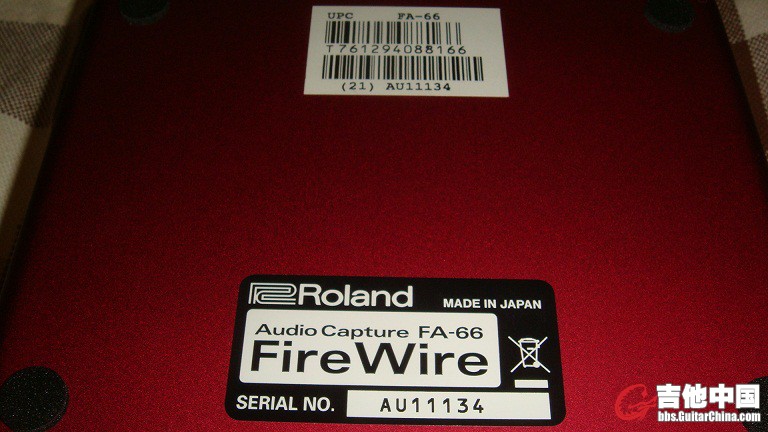 UPC FA-66
T761294088166
(21) AU11134
Roland
MADE IN JAPAN
Audio Capture FA-66
FireWire
SERIAL NO. AU11134
吉他中国
bbs.GuitarChina.com